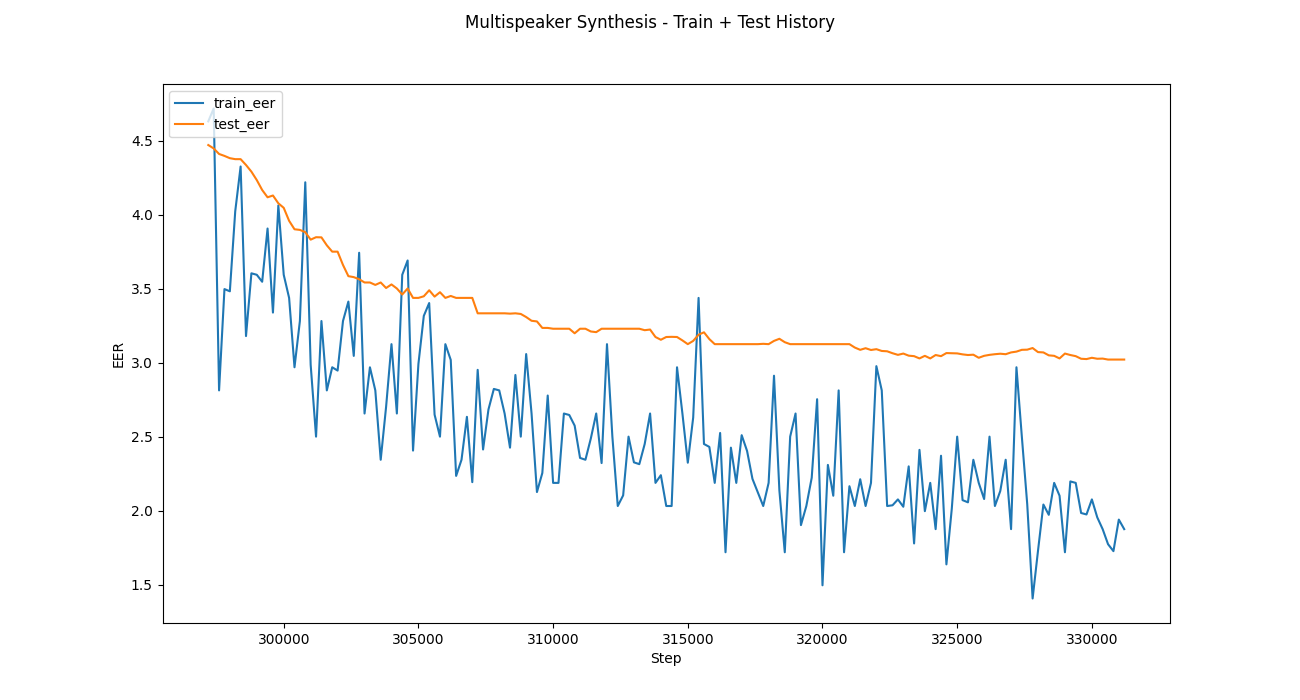 Multispeaker Synthesis - Train + Test History
train_eer
test_eer
4.5
4.0
3.5
3.0
2.5
2.0
1.5
EER
300000 305000 310000 315000 320000 325000 330000
Step